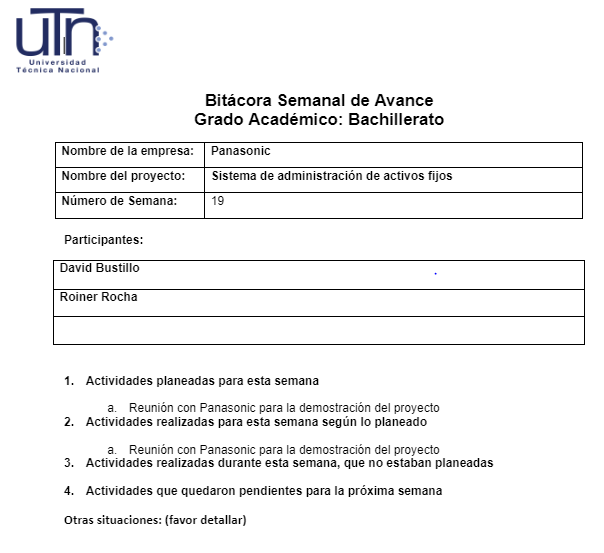 UTN
Universidad
Técnica Nacional
Bitácora Semanal de Avance
Grado Académico: Bachillerato
Nombre de la empresa: Panasonic
Nombre del proyecto: Sistema de administración de activos fijos
Número de Semana: 19
Participantes:
David Bustillo .
Roiner Rocha
1. Actividades planeadas para esta semana
a. Reunión con Panasonic para la demostración del proyecto
2. Actividades realizadas para esta semana según lo planeado
a. Reunión con Panasonic para la demostración del proyecto
3. Actividades realizadas durante esta semana, que no estaban planeadas
4. Actividades que quedaron pendientes para la próxima semana
Otras situaciones: (favor detallar)